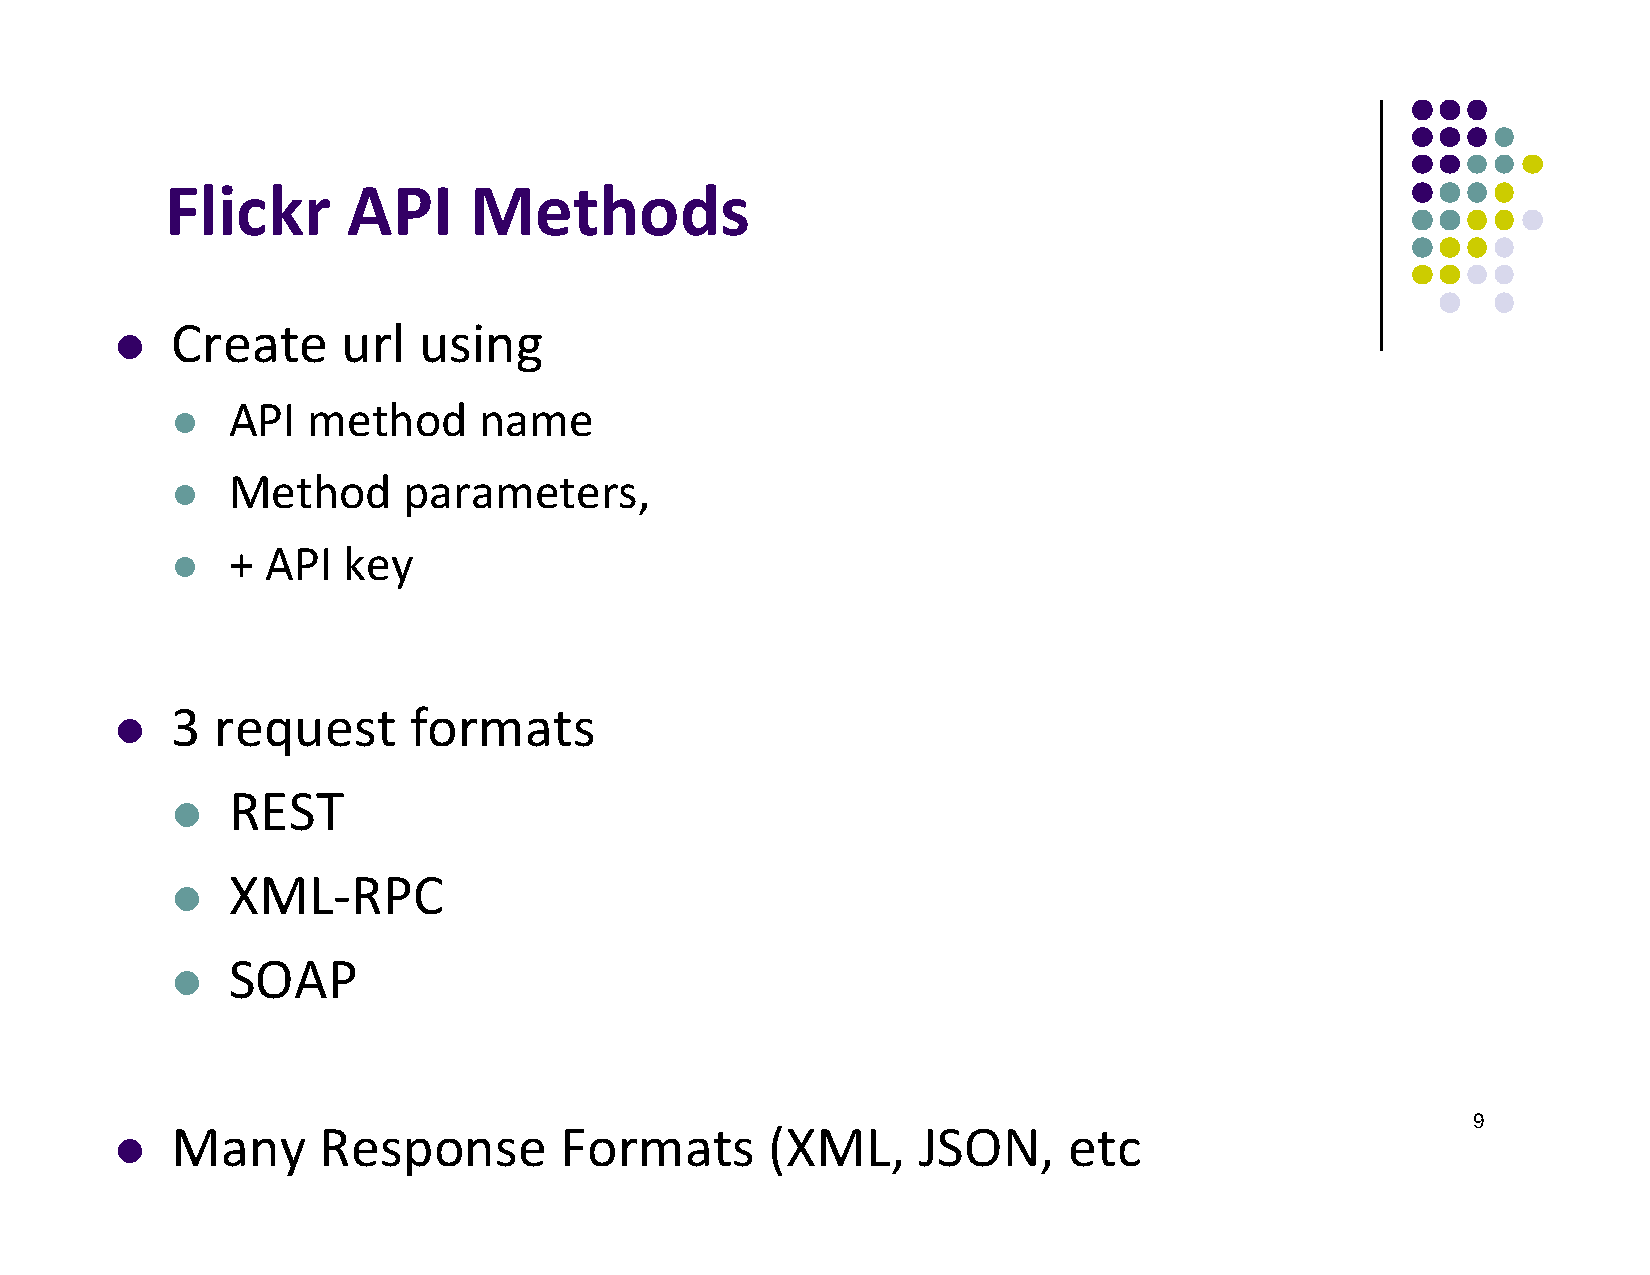 Flickr API Methods
Create url using
API method name
Method parameters,
+ API key
3 request formats
REST
XML-RPC
SOAP
Many Response Formats (XML, JSON, etc
9